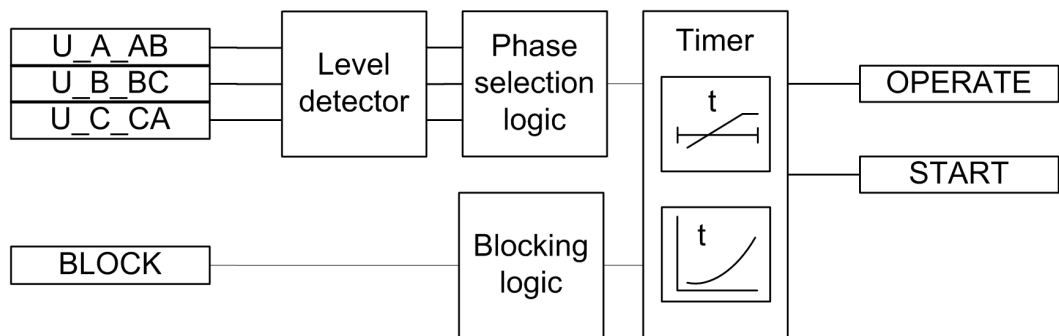 U_A_AB
U_B_BC
U_C_CA
Level
detector
Phase
selection
logic
Timer
t
t
OPERATE
START
BLOCK
Blocking
logic